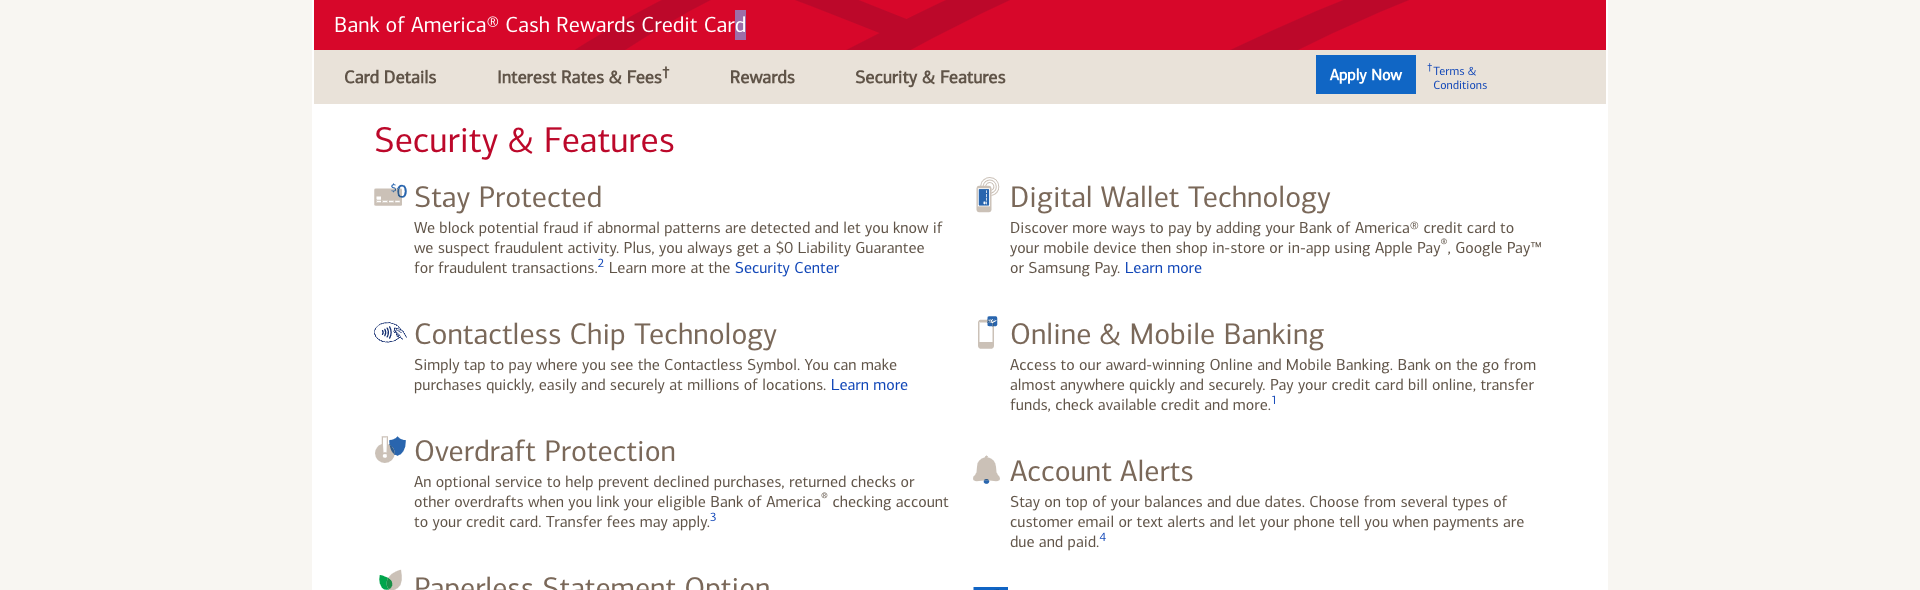 Bank of America® Cash Rewards Credit Card
Card Details
Interest Rates & Fees†
Rewards
Security & Features
Apply Now
†Terms &
Conditions
Security & Features
$0
Stay Protected
We block potential fraud if abnormal patterns are detected and let you know if
we suspect fraudulent activity. Plus, you always get a $0 Liability Guarantee
for fraudulent transactions.2 Learn more at the Security Center
Contactless Chip Technology
Simply tap to pay where you see the Contactless Symbol. You can make
purchases quickly, easily and securely at millions of locations. Learn more
Overdraft Protection
An optional service to help prevent declined purchases, returned checks or
other overdrafts when you link your eligible Bank of America® checking account
to your credit card. Transfer fees may apply.3
Paperless Statement Option
Digital Wallet Technology
Discover more ways to pay by adding your Bank of America® credit card to
your mobile device then shop in-store or in-app using Apple Pay®, Google Pay™
or Samsung Pay. Learn more
Online & Mobile Banking
Access to our award-winning Online and Mobile Banking. Bank on the go from
almost anywhere quickly and securely. Pay your credit card bill online, transfer
funds, check available credit and more.1
Account Alerts
Stay on top of your balances and due dates. Choose from several types of
customer email or text alerts and let your phone tell you when payments are
due and paid.4